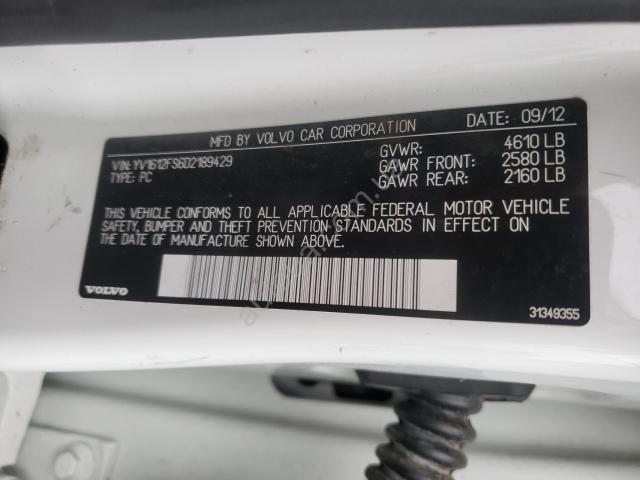 MFD BY VOLVO CAR CORPORATION DATE: 09/12
VIN: YV1612FS6D2189429 GVWR: 4610 LB
TYPE: PC GAWR FRONT: 2580 LB
GAWR REAR: 2160 LB
THIS VEHICLE CONFORMS TO ALL APPLICABLE FEDERAL MOTOR VEHICLE
SAFETY, BUMPER AND THEFT PREVENTION STANDARDS IN EFFECT ON
THE DATE OF MANUFACTURE SHOWN ABOVE.
VOLVO 31349355